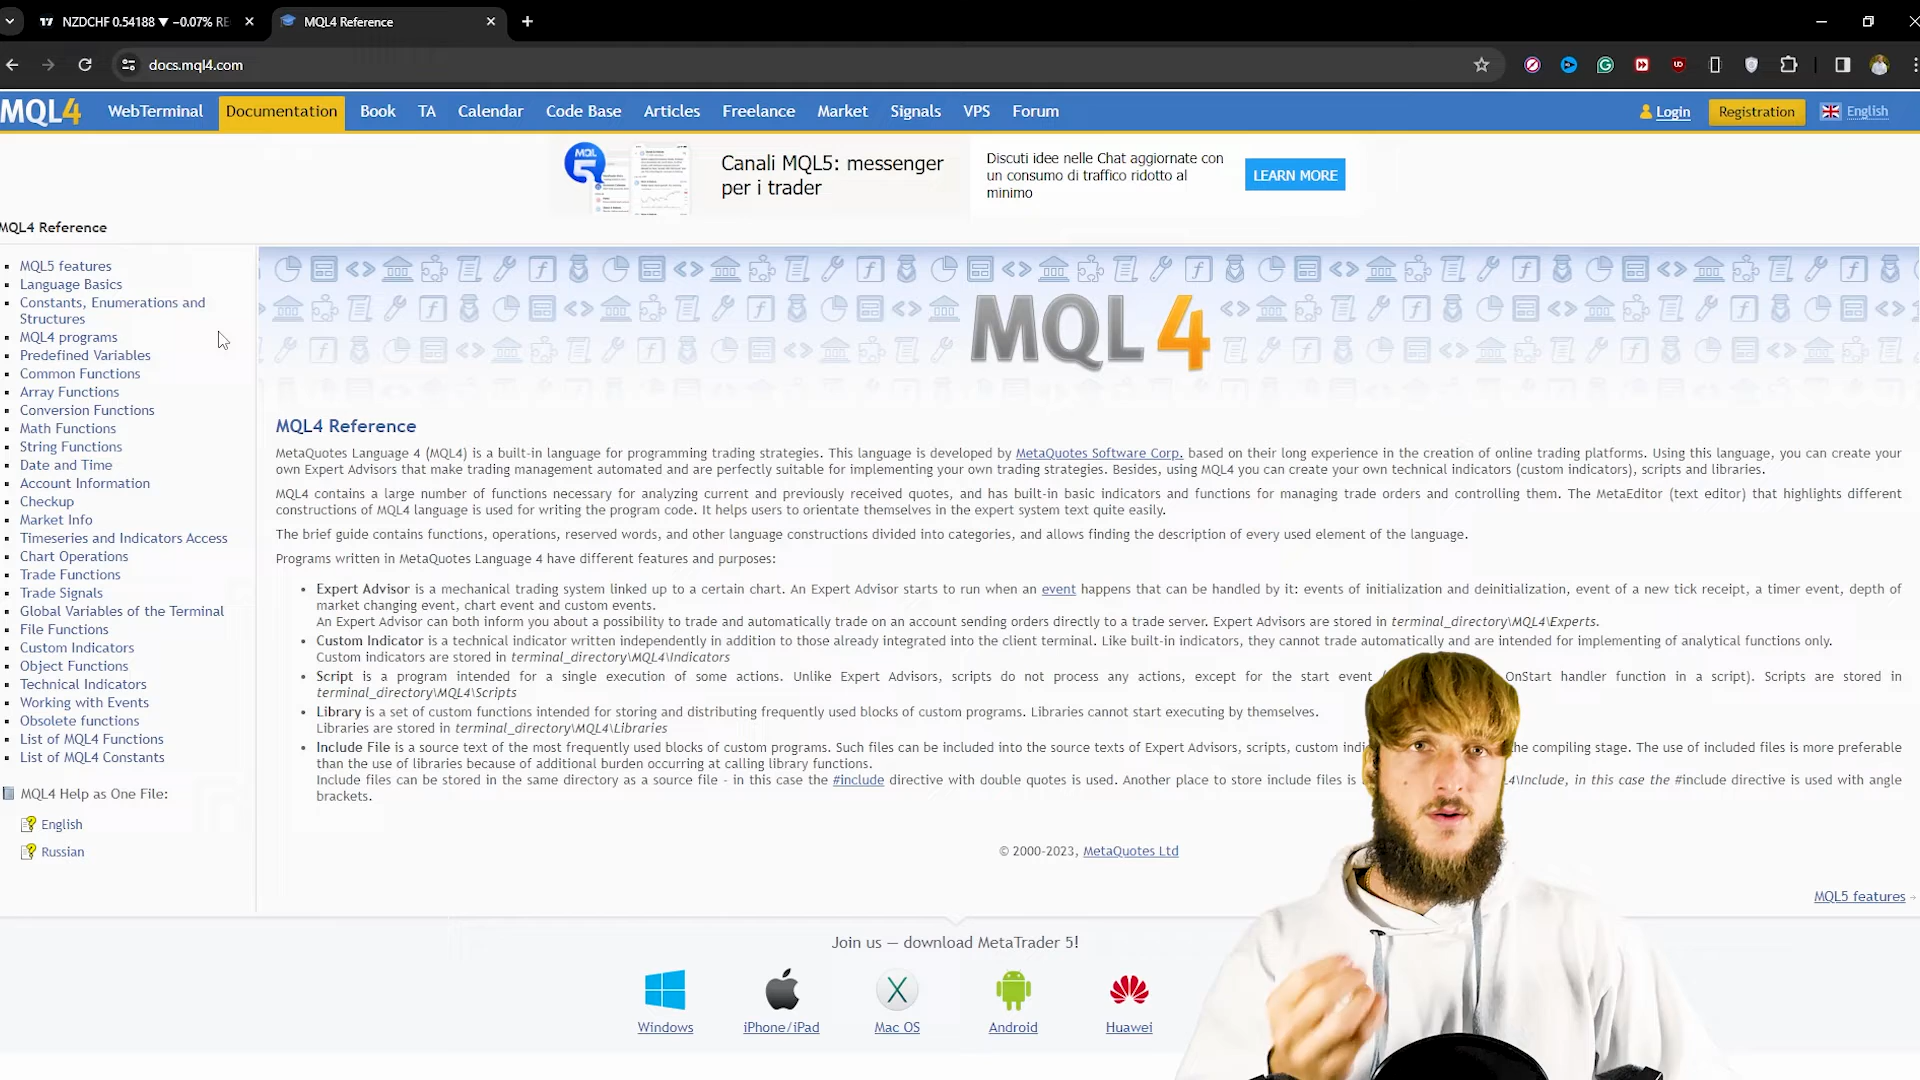 NZDCHF 0.54188 ▼ −0.07% RE
MQL4 Reference
docs.mql4.com
MQL4
WebTerminal
Documentation
Book
TA
Calendar
Code Base
Articles
Freelance
Market
Signals
VPS
Forum
Login
Registration
English
Canali MQL5: messenger
per i trader
Discuti idee nelle Chat aggiornate con
un consumo di traffico ridotto al
minimo
LEARN MORE
MQL4 Reference
MQL5 features
Language Basics
Constants, Enumerations and
Structures
MQL4 programs
Predefined Variables
Common Functions
Array Functions
Conversion Functions
Math Functions
String Functions
Date and Time
Account Information
Checkup
Market Info
Timeseries and Indicators Access
Chart Operations
Trade Functions
Trade Signals
Global Variables of the Terminal
File Functions
Custom Indicators
Object Functions
Technical Indicators
Working with Events
Obsolete functions
List of MQL4 Functions
List of MQL4 Constants
MQL4 Help as One File:
English
Russian
MQL4
MQL4 Reference
MetaQuotes Language 4 (MQL4) is a built-in language for programming trading strategies. This language is developed by MetaQuotes Software Corp. based on their long experience in the creation of online trading platforms. Using this language, you can create your
own Expert Advisors that make trading management automated and are perfectly suitable for implementing your own trading strategies. Besides, using MQL4 you can create your own technical indicators (custom indicators), scripts and libraries.
MQL4 contains a large number of functions necessary for analyzing current and previously received quotes, and has built-in basic indicators and functions for managing trade orders and controlling them. The MetaEditor (text editor) that highlights different
constructions of MQL4 language is used for writing the program code. It helps users to orientate themselves in the expert system text quite easily.
The brief guide contains functions, operations, reserved words, and other language constructions divided into categories, and allows finding the description of every used element of the language.
Programs written in MetaQuotes Language 4 have different features and purposes:
Expert Advisor is a mechanical trading system linked up to a certain chart. An Expert Advisor starts to run when an event happens that can be handled by it: events of initialization and deinitialization, event of a new tick receipt, a timer event, depth of
market changing event, chart event and custom events.
An Expert Advisor can both inform you about a possibility to trade and automatically trade on an account sending orders directly to a trade server. Expert Advisors are stored in terminal_directory\MQL4\Experts.
Custom Indicator is a technical indicator written independently in addition to those already integrated into the client terminal. Like built-in indicators, they cannot trade automatically and are intended for implementing of analytical functions only.
Custom indicators are stored in terminal_directory\MQL4\Indicators
Script is a program intended for a single execution of some actions. Unlike Expert Advisors, scripts do not process any actions, except for the start event ( OnStart handler function in a script). Scripts are stored in
terminal_directory\MQL4\Scripts
Library is a set of custom functions intended for storing and distributing frequently used blocks of custom programs. Libraries cannot start executing by themselves.
Libraries are stored in terminal_directory\MQL4\Libraries
Include File is a source text of the most frequently used blocks of custom programs. Such files can be included into the source texts of Expert Advisors, scripts, custom indi the compiling stage. The use of included files is more preferable
than the use of libraries because of additional burden occurring at calling library functions.
Include files can be stored in the same directory as a source file - in this case the #include directive with double quotes is used. Another place to store include files is 4\Include, in this case the #include directive is used with angle
brackets.
© 2000-2023, MetaQuotes Ltd
MQL5 features
Join us — download MetaTrader 5!
Windows
iPhone/iPad
Mac OS
Android
Huawei